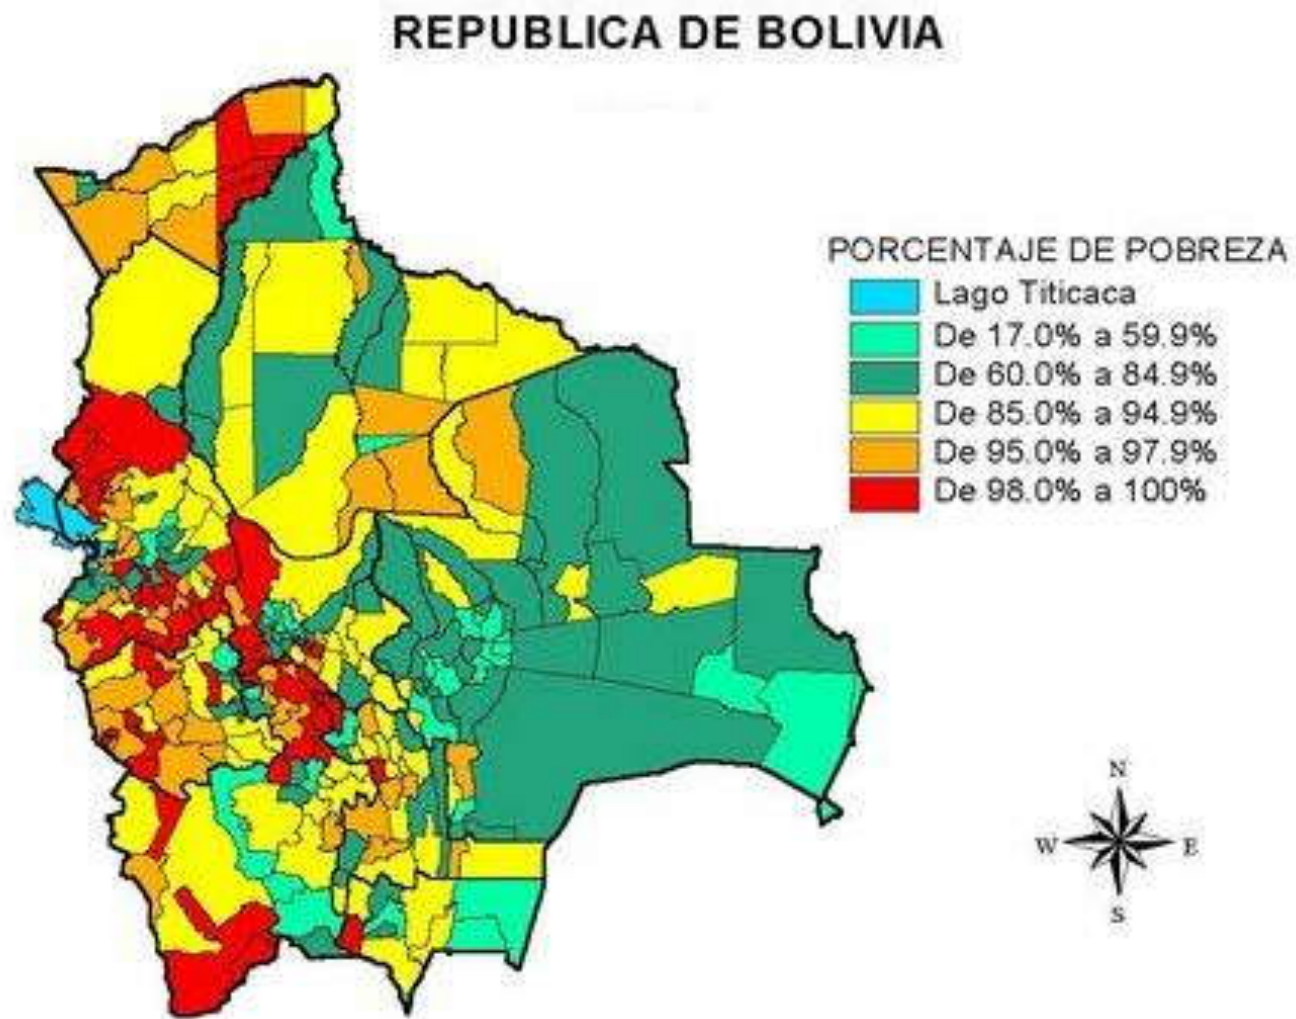 REPUBLICA DE BOLIVIA
PORCENTAJE DE POBREZA
Lago Titicaca
De 17.0% a 59.9%
De 60.0% a 84.9%
De 85.0% a 94.9%
De 95.0% a 97.9%
De 98.0% a 100%
N
W E
S